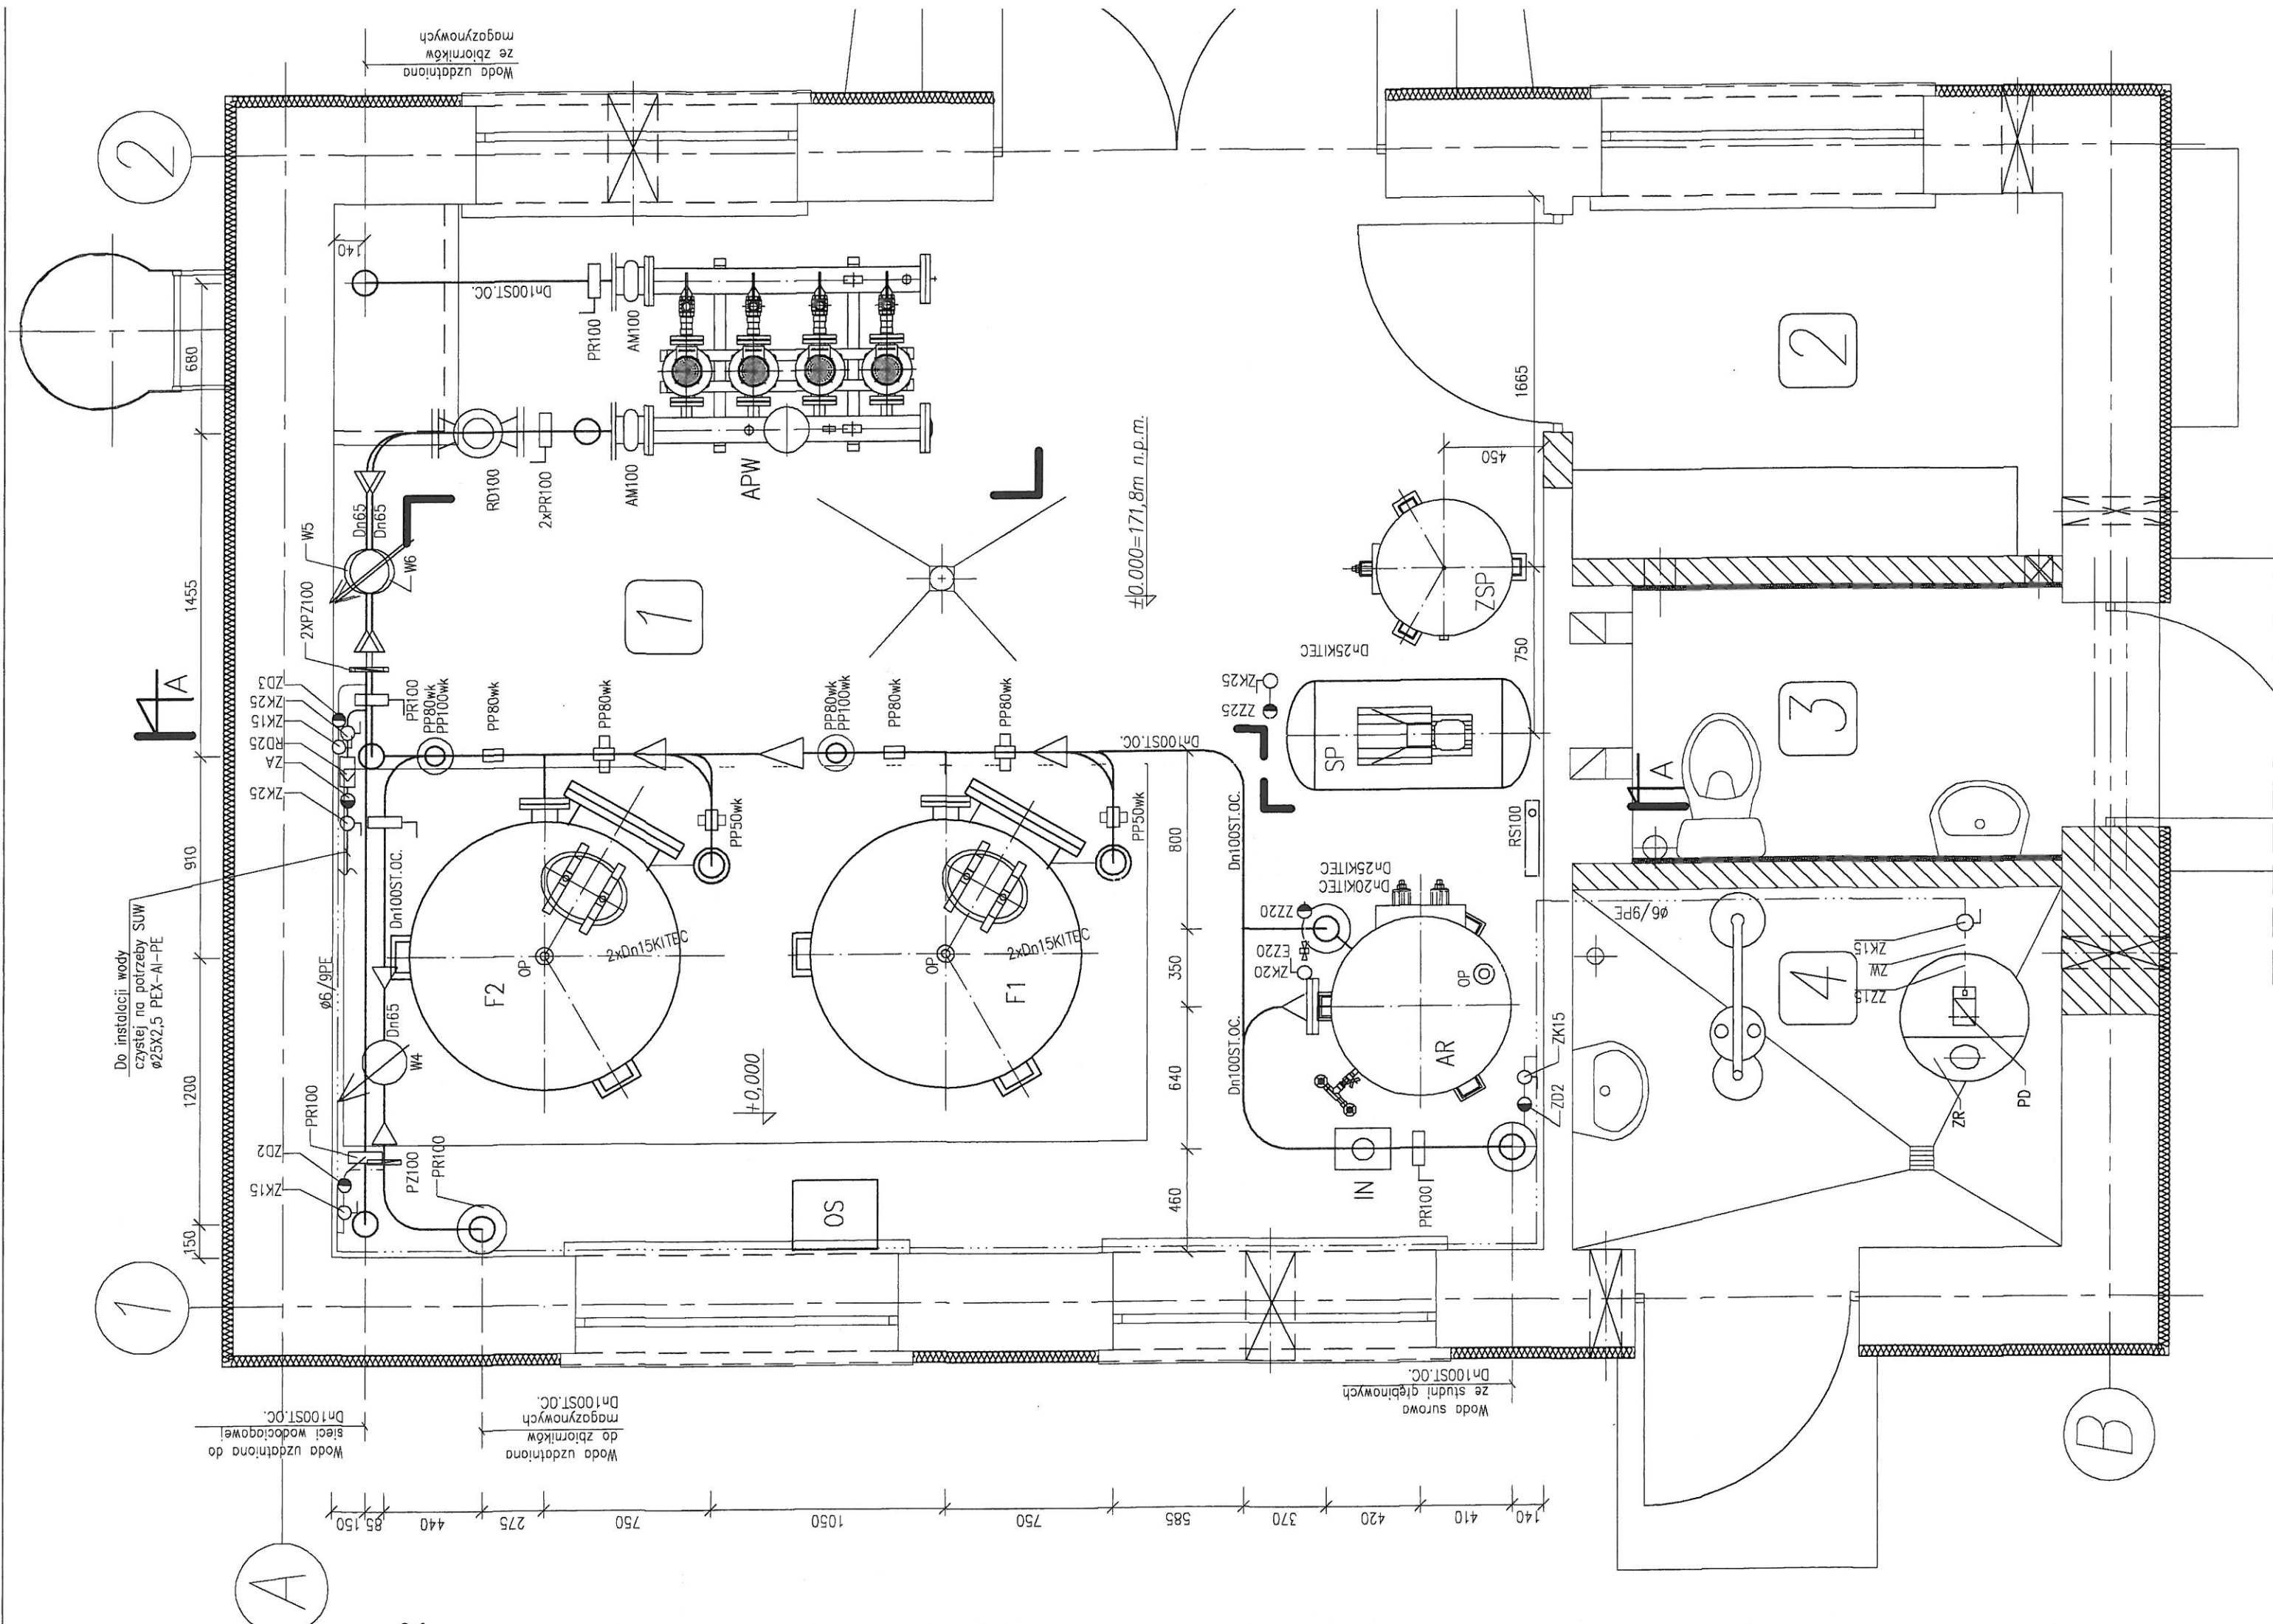 Woda uzdatniona
ze zbiorników
magazynowych
2
140
680
1455
910
1200
150
Dn100ST.OC.
PR100
AM100
RD100
2xPR100
AM100
APW
Dn65
Dn65
W5
W6
2XPZ100
1
±0.000=171,8m n.p.m.
A
ZD3
ZK25
ZK15
RD25
ZA
ZK25
PR100
PP80wk
PP100wk
PP80wk
PP80wk
PP80wk
PP100wk
PP80wk
PP80wk
Dn100ST.OC.
PP50wk
PP50wk
Do instalacji wody
czystej na potrzeby SUW
ø25X2,5 PEX-Al-PE
ø6/9PE
Dn100ST.OC.
Dn65
W4
F2
OP
2xDn15KITEC
F1
OP
2xDn15KITEC
±0,000
ZD2
ZK15
PR100
PZ100
PR100
OS
1
Dn25KITEC
ZK25
ZZ25
SP
ZSP
450
1665
750
RS100
2
3
A
Dn100ST.OC.
800
350
640
460
Dn25KITEC
Dn20KITEC
ZZ20
EZ20
ZK20
OP
AR
Dn100ST.OC.
ZK15
ZD2
IN
PR100
ø6/9PE
4
ZK15
ZW
ZZ15
ZR
PD
Woda uzdatniona do
sieci wodociągowej
Dn100ST.OC.
Woda uzdatniona
do zbiorników
magazynowych
Dn100ST.OC.
Woda surowa
ze studni głębinowych
Dn100ST.OC.
150
85
440
275
750
1050
750
585
370
420
410
140
A
B